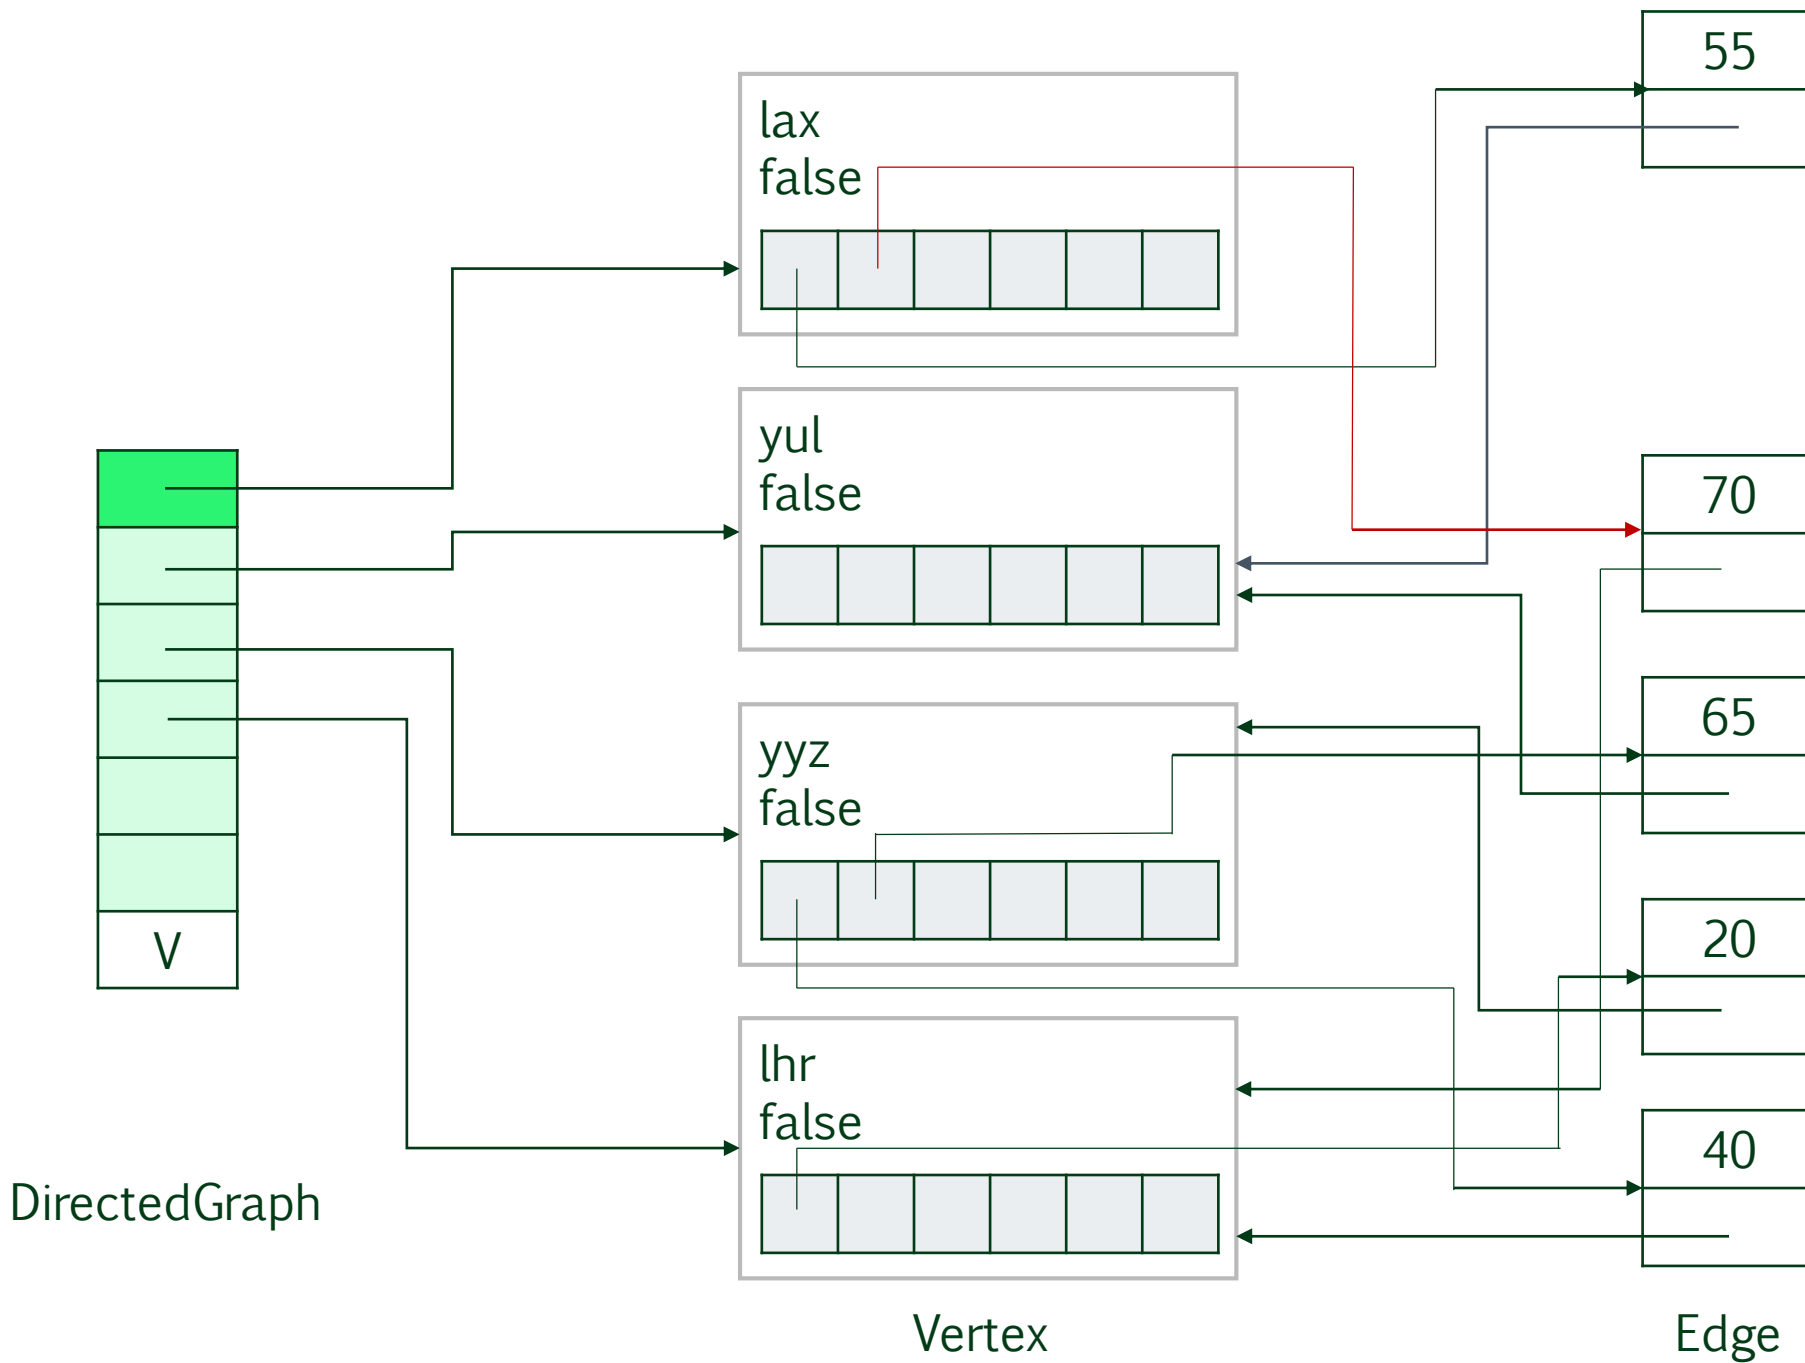 55
lax
false
yul
false
70
65
yyz
false
20
V
lhr
false
40
DirectedGraph
Vertex
Edge